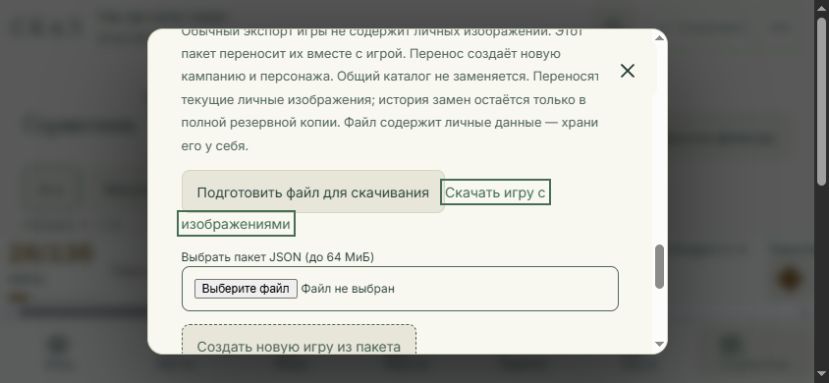 Обычный экспорт игры не содержит личных изображений. Этот
пакет переносит их вместе с игрой. Перенос создаёт новую
кампанию и персонажа. Общий каталог не заменяется. Переносят
текущие личные изображения; история замен остаётся только в
полной резервной копии. Файл содержит личные данные — храни
его у себя.
Подготовить файл для скачивания Скачать игру с
изображениями
Выбрать пакет JSON (до 64 МиБ)
Выберите файл Файл не выбран
Создать новую игру из пакета